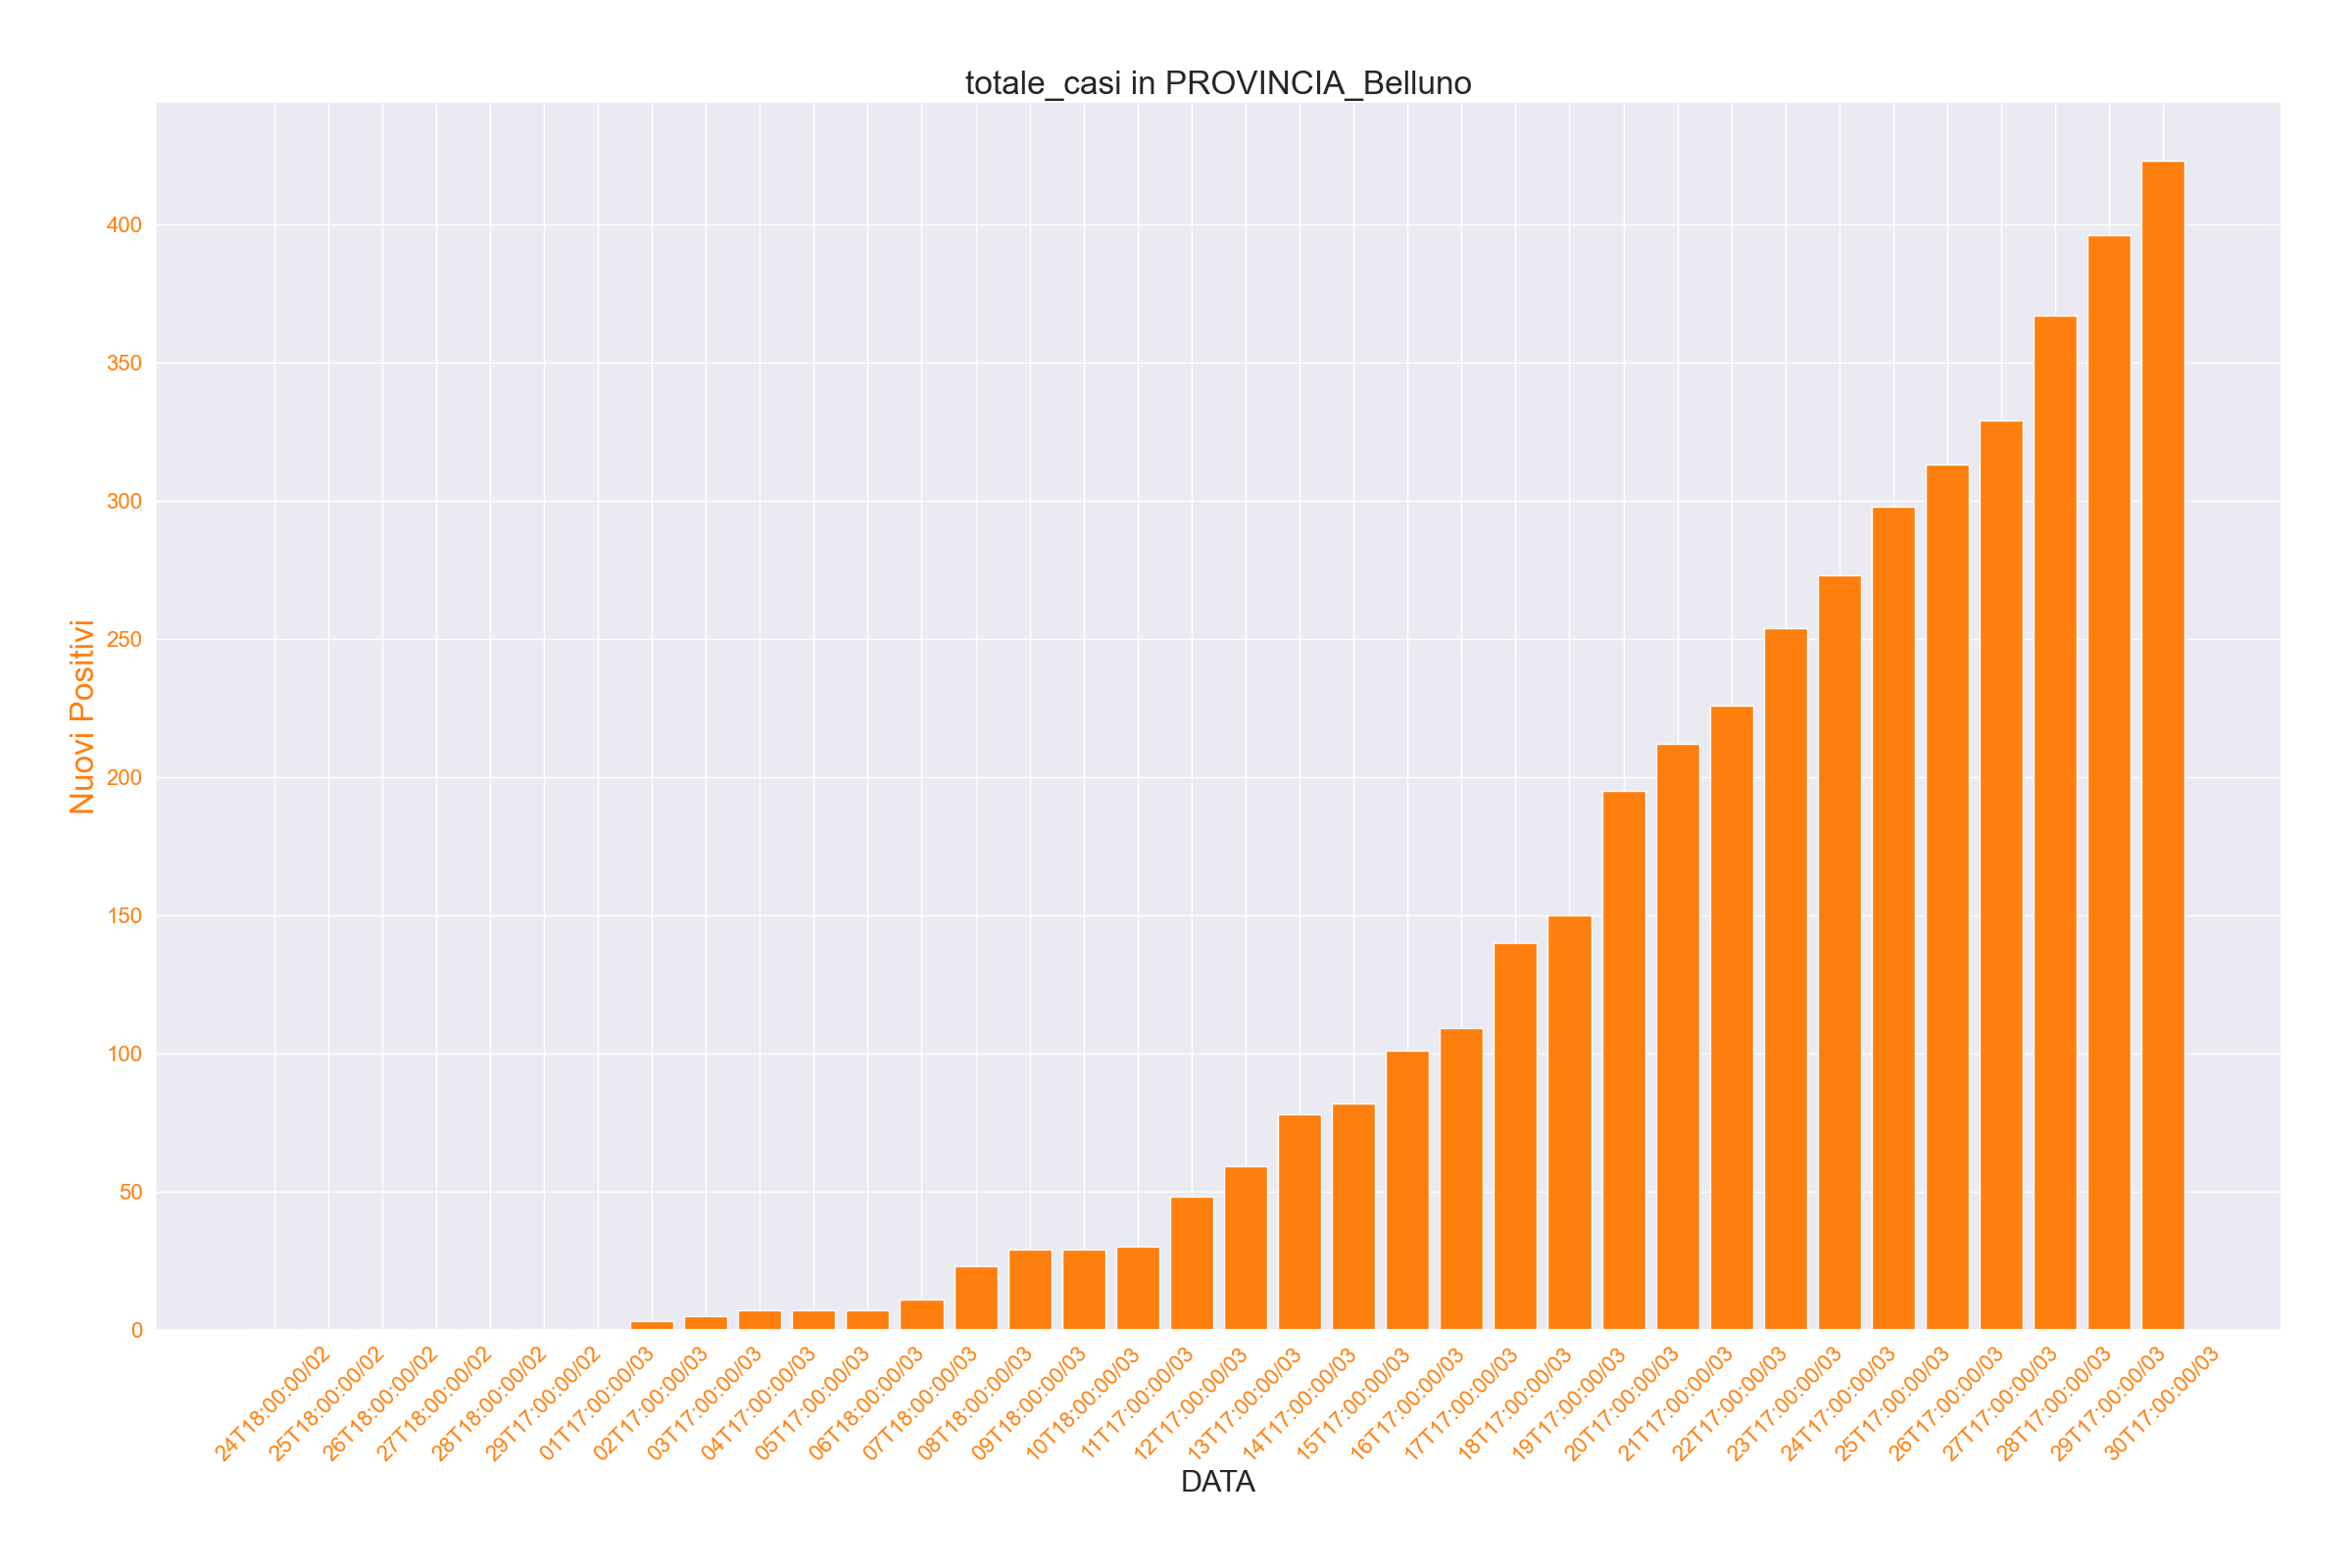 totale_casi in PROVINCIA_Belluno
Nuovi Positivi
400
350
300
250
200
150
100
50
0
24T18:00:00/02
25T18:00:00/02
26T18:00:00/02
27T18:00:00/02
28T18:00:00/02
29T17:00:00/02
01T17:00:00/03
02T17:00:00/03
03T17:00:00/03
04T17:00:00/03
05T17:00:00/03
06T18:00:00/03
07T18:00:00/03
08T18:00:00/03
09T18:00:00/03
10T18:00:00/03
11T17:00:00/03
12T17:00:00/03
13T17:00:00/03
14T17:00:00/03
15T17:00:00/03
16T17:00:00/03
17T17:00:00/03
18T17:00:00/03
19T17:00:00/03
20T17:00:00/03
21T17:00:00/03
22T17:00:00/03
23T17:00:00/03
24T17:00:00/03
25T17:00:00/03
26T17:00:00/03
27T17:00:00/03
28T17:00:00/03
29T17:00:00/03
30T17:00:00/03
DATA